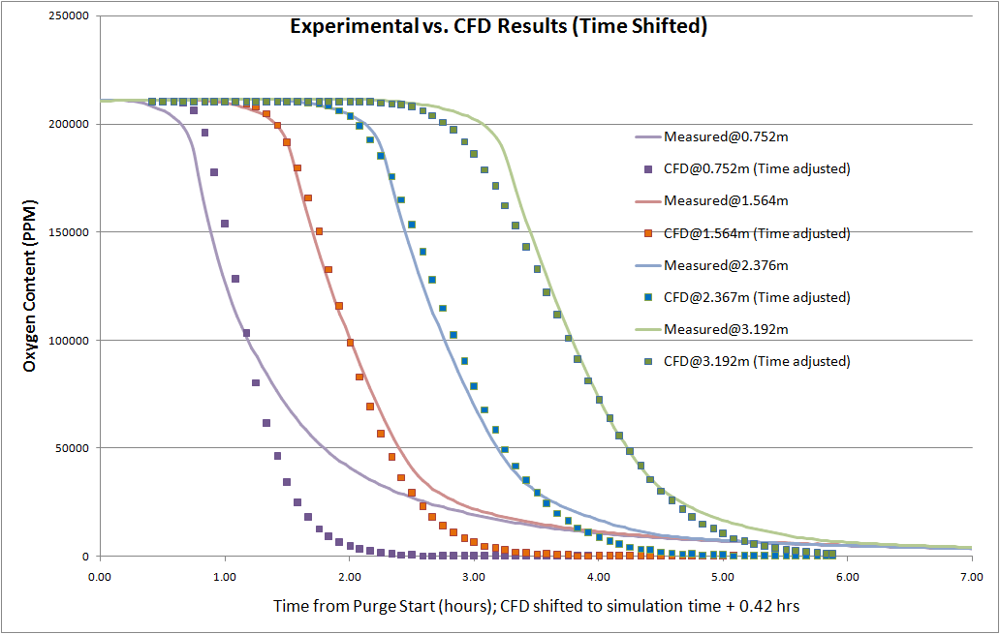 Experimental vs. CFD Results (Time Shifted)
250000
200000
150000
100000
50000
0
Oxygen Content (PPM)
Measured@0.752m
CFD@0.752m (Time adjusted)
Measured@1.564m
CFD@1.564m (Time adjusted)
Measured@2.376m
CFD@2.367m (Time adjusted)
Measured@3.192m
CFD@3.192m (Time adjusted)
0.00 1.00 2.00 3.00 4.00 5.00 6.00 7.00
Time from Purge Start (hours); CFD shifted to simulation time + 0.42 hrs